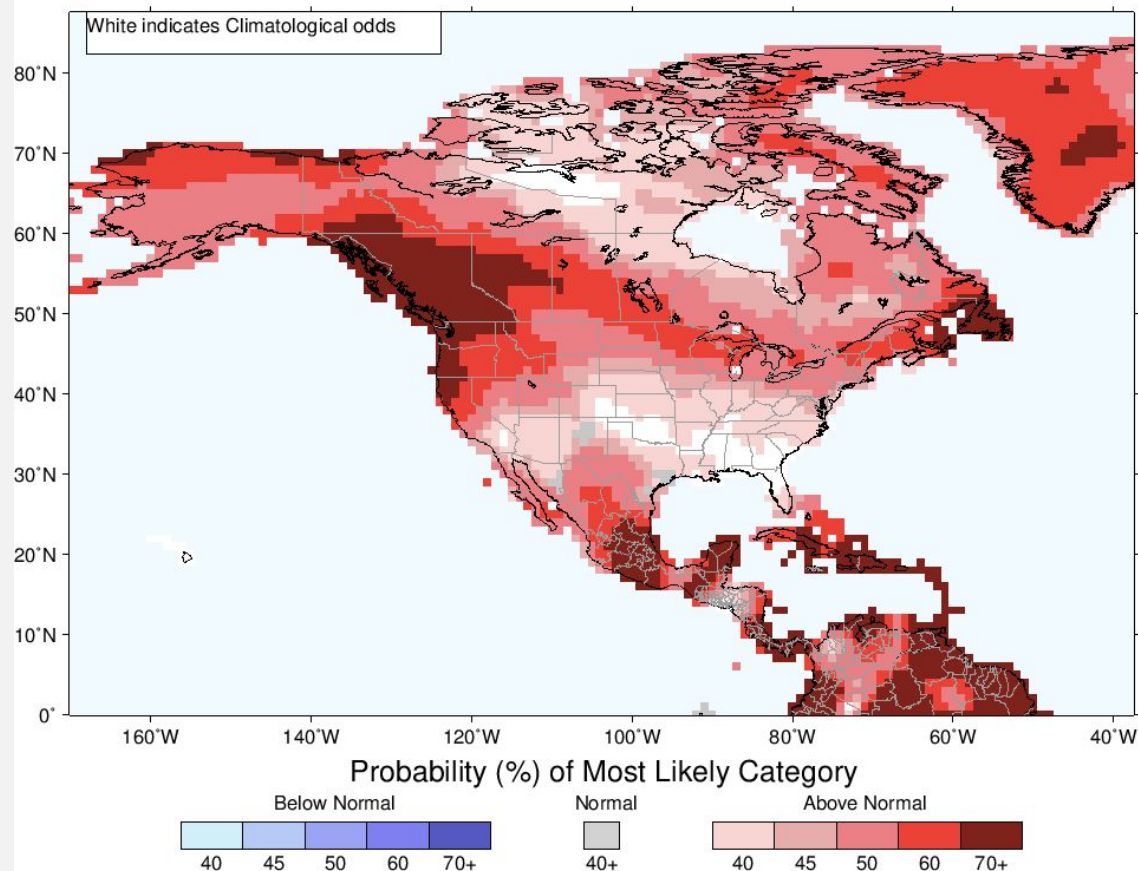 White indicates Climatological odds
80°N
70°N
60°N
50°N
40°N
30°N
20°N
10°N
0°
160°W 140°W 120°W 100°W 80°W 60°W 40°W
Probability (%) of Most Likely Category
Below Normal Normal Above Normal
40 45 50 60 70+ 40+ 40 45 50 60 70+